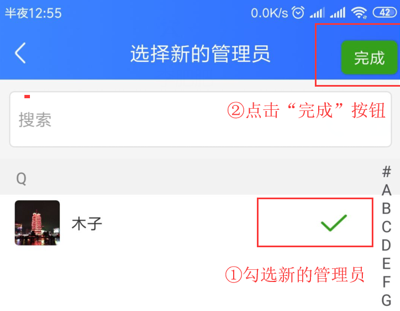 半夜12:55 0.0K/s 42
选择新的管理员 完成
搜索 ②点击“完成”按钮
Q
木子
①勾选新的管理员
#
A
B
C
D
E
F
G